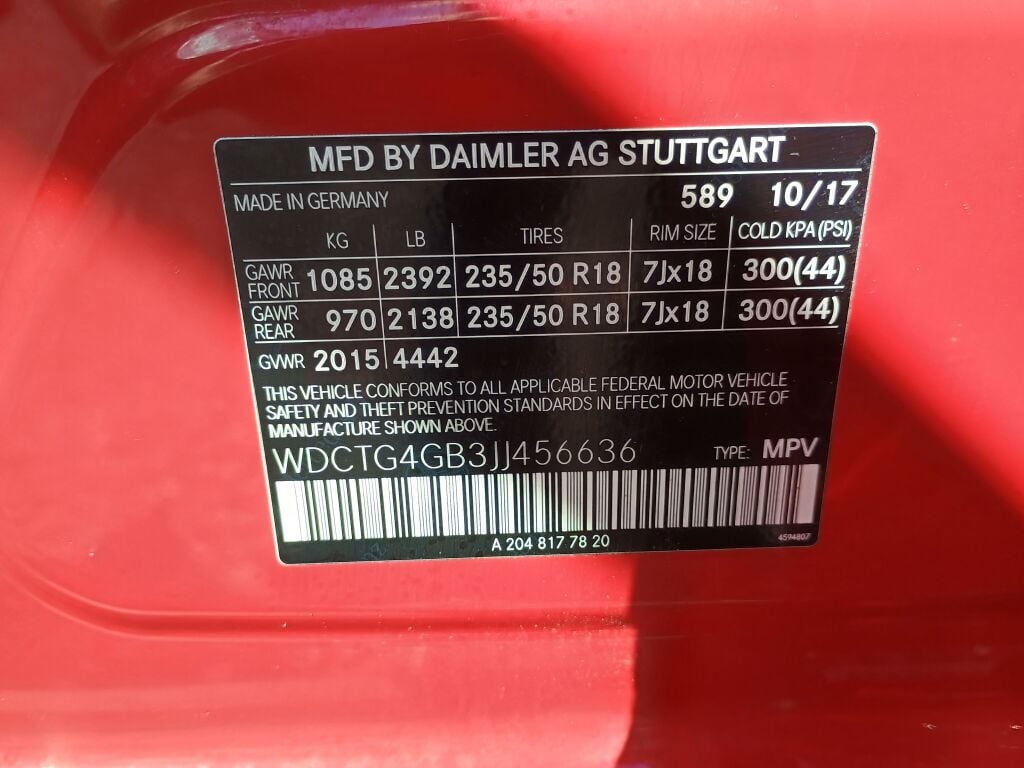 MFD BY DAIMLER AG STUTTGART
MADE IN GERMANY 589 10/17
KG LB TIRES RIM SIZE COLD KPA (PSI)
GAWR FRONT 1085 2392 235/50 R18 7Jx18 300(44)
GAWR REAR 970 2138 235/50 R18 7Jx18 300(44)
GVWR 2015 4442
THIS VEHICLE CONFORMS TO ALL APPLICABLE FEDERAL MOTOR VEHICLE
SAFETY AND THEFT PREVENTION STANDARDS IN EFFECT ON THE DATE OF
MANUFACTURE SHOWN ABOVE.
WDCTG4GB3JJ456636 TYPE: MPV
A 204 817 78 20 4594807